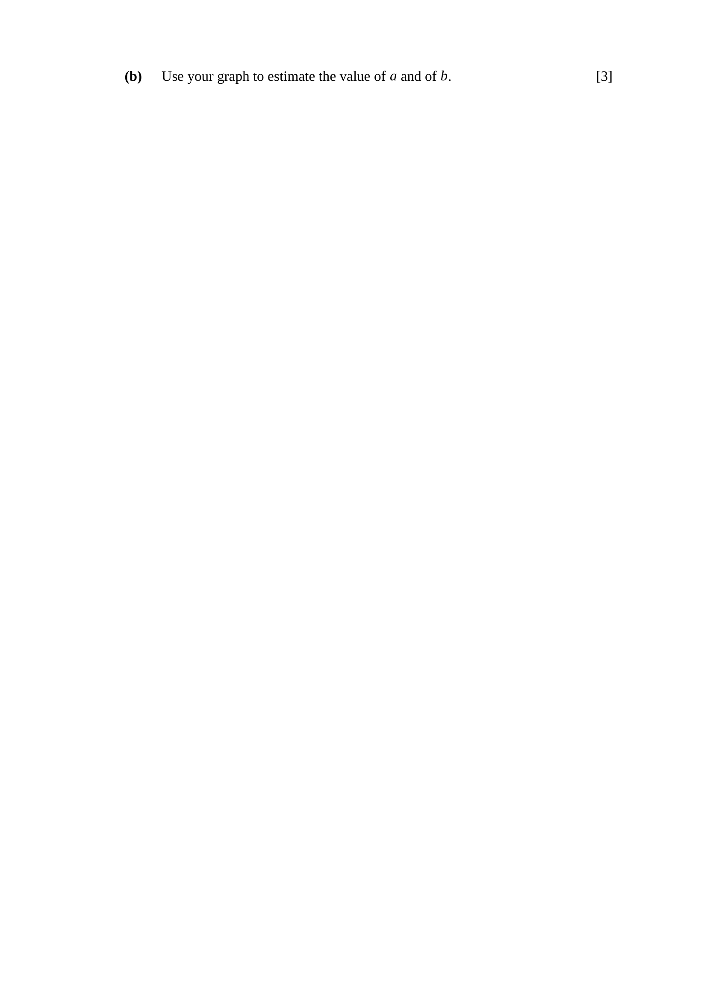 (b) Use your graph to estimate the value of a and of b. [3]